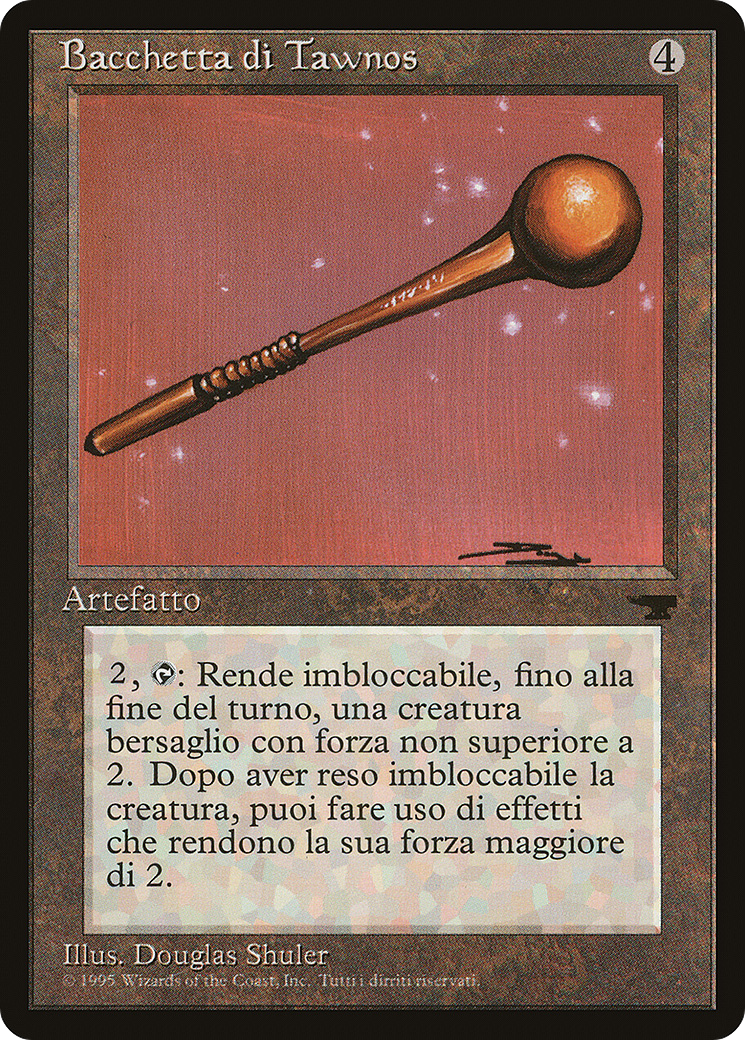 Bacchetta di Tawnos 4
Artefatto
2, : Rende imbloccabile, fino alla
fine del turno, una creatura
bersaglio con forza non superiore a
2. Dopo aver reso imbloccabile la
creatura, puoi fare uso di effetti
che rendono la sua forza maggiore
di 2.
Illus. Douglas Shuler
© 1995 Wizards of the Coast, Inc. Tutti i dirriti riservati.